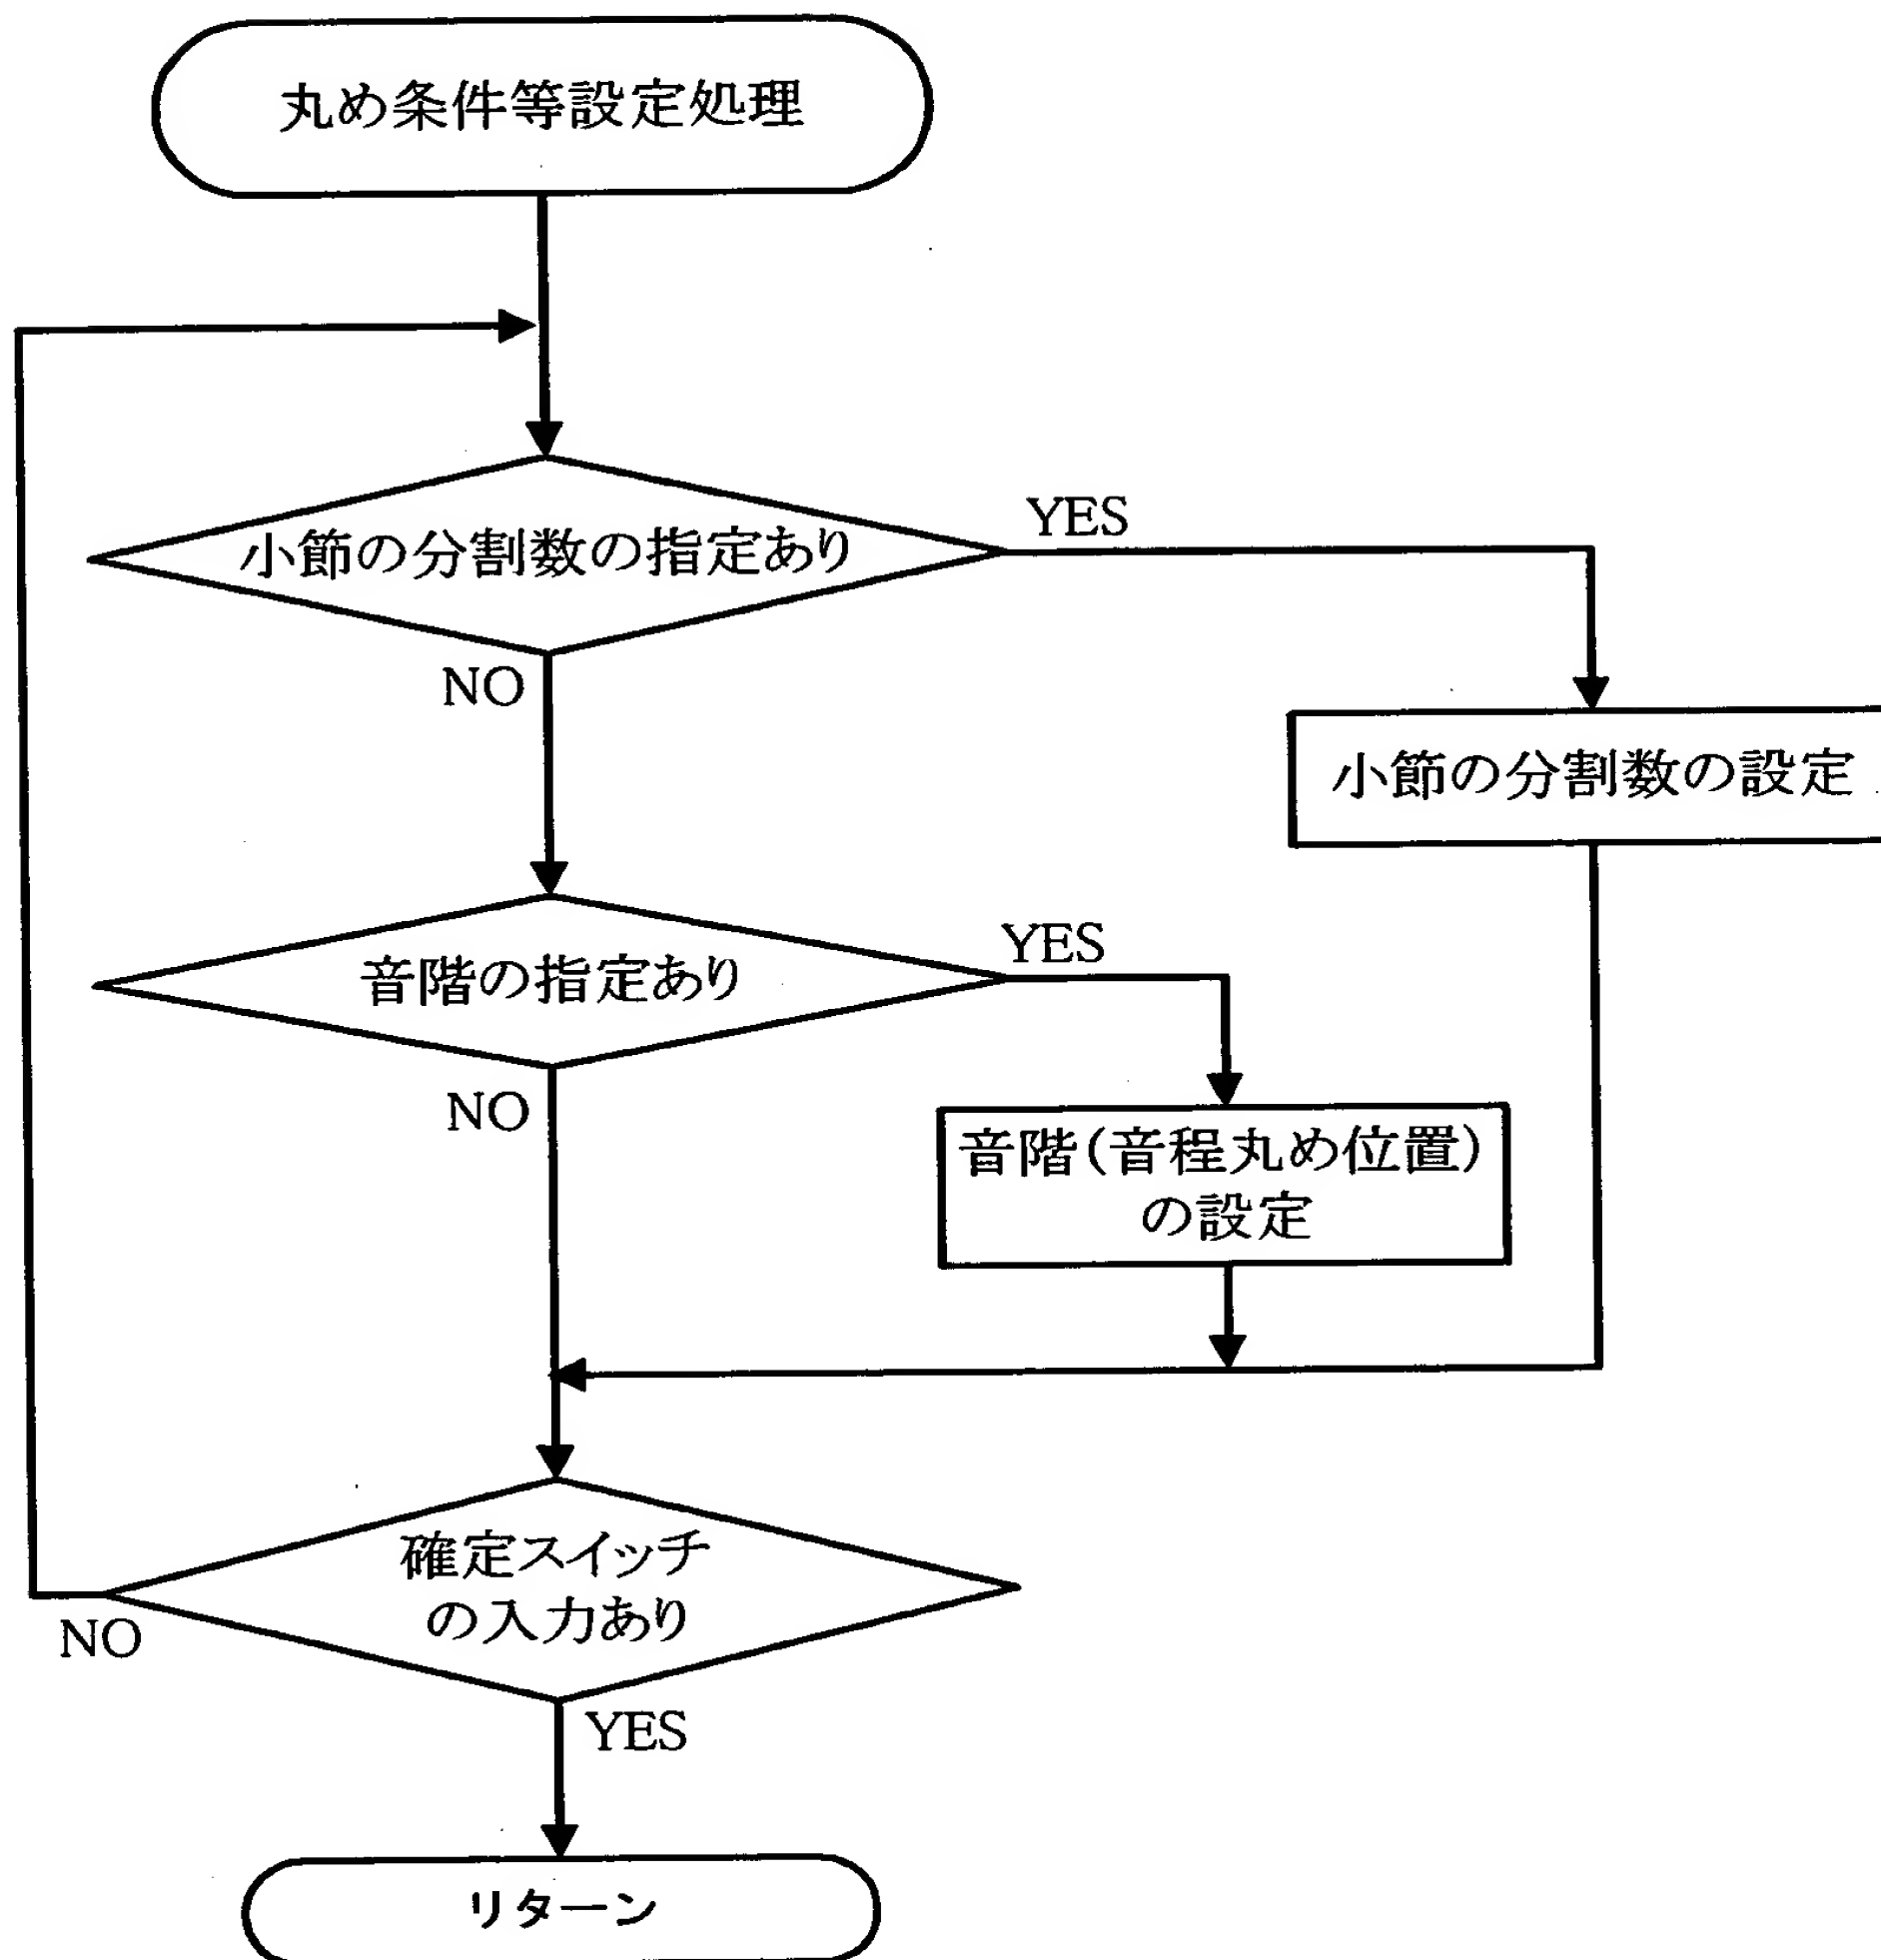 丸め条件等設定処理
小節の分割数の指定あり
YES
NO
小節の分割数の設定
音階の指定あり
YES
NO
音階(音程丸め位置)
の設定
確定スイッチ
の入力あり
NO
YES
リターン